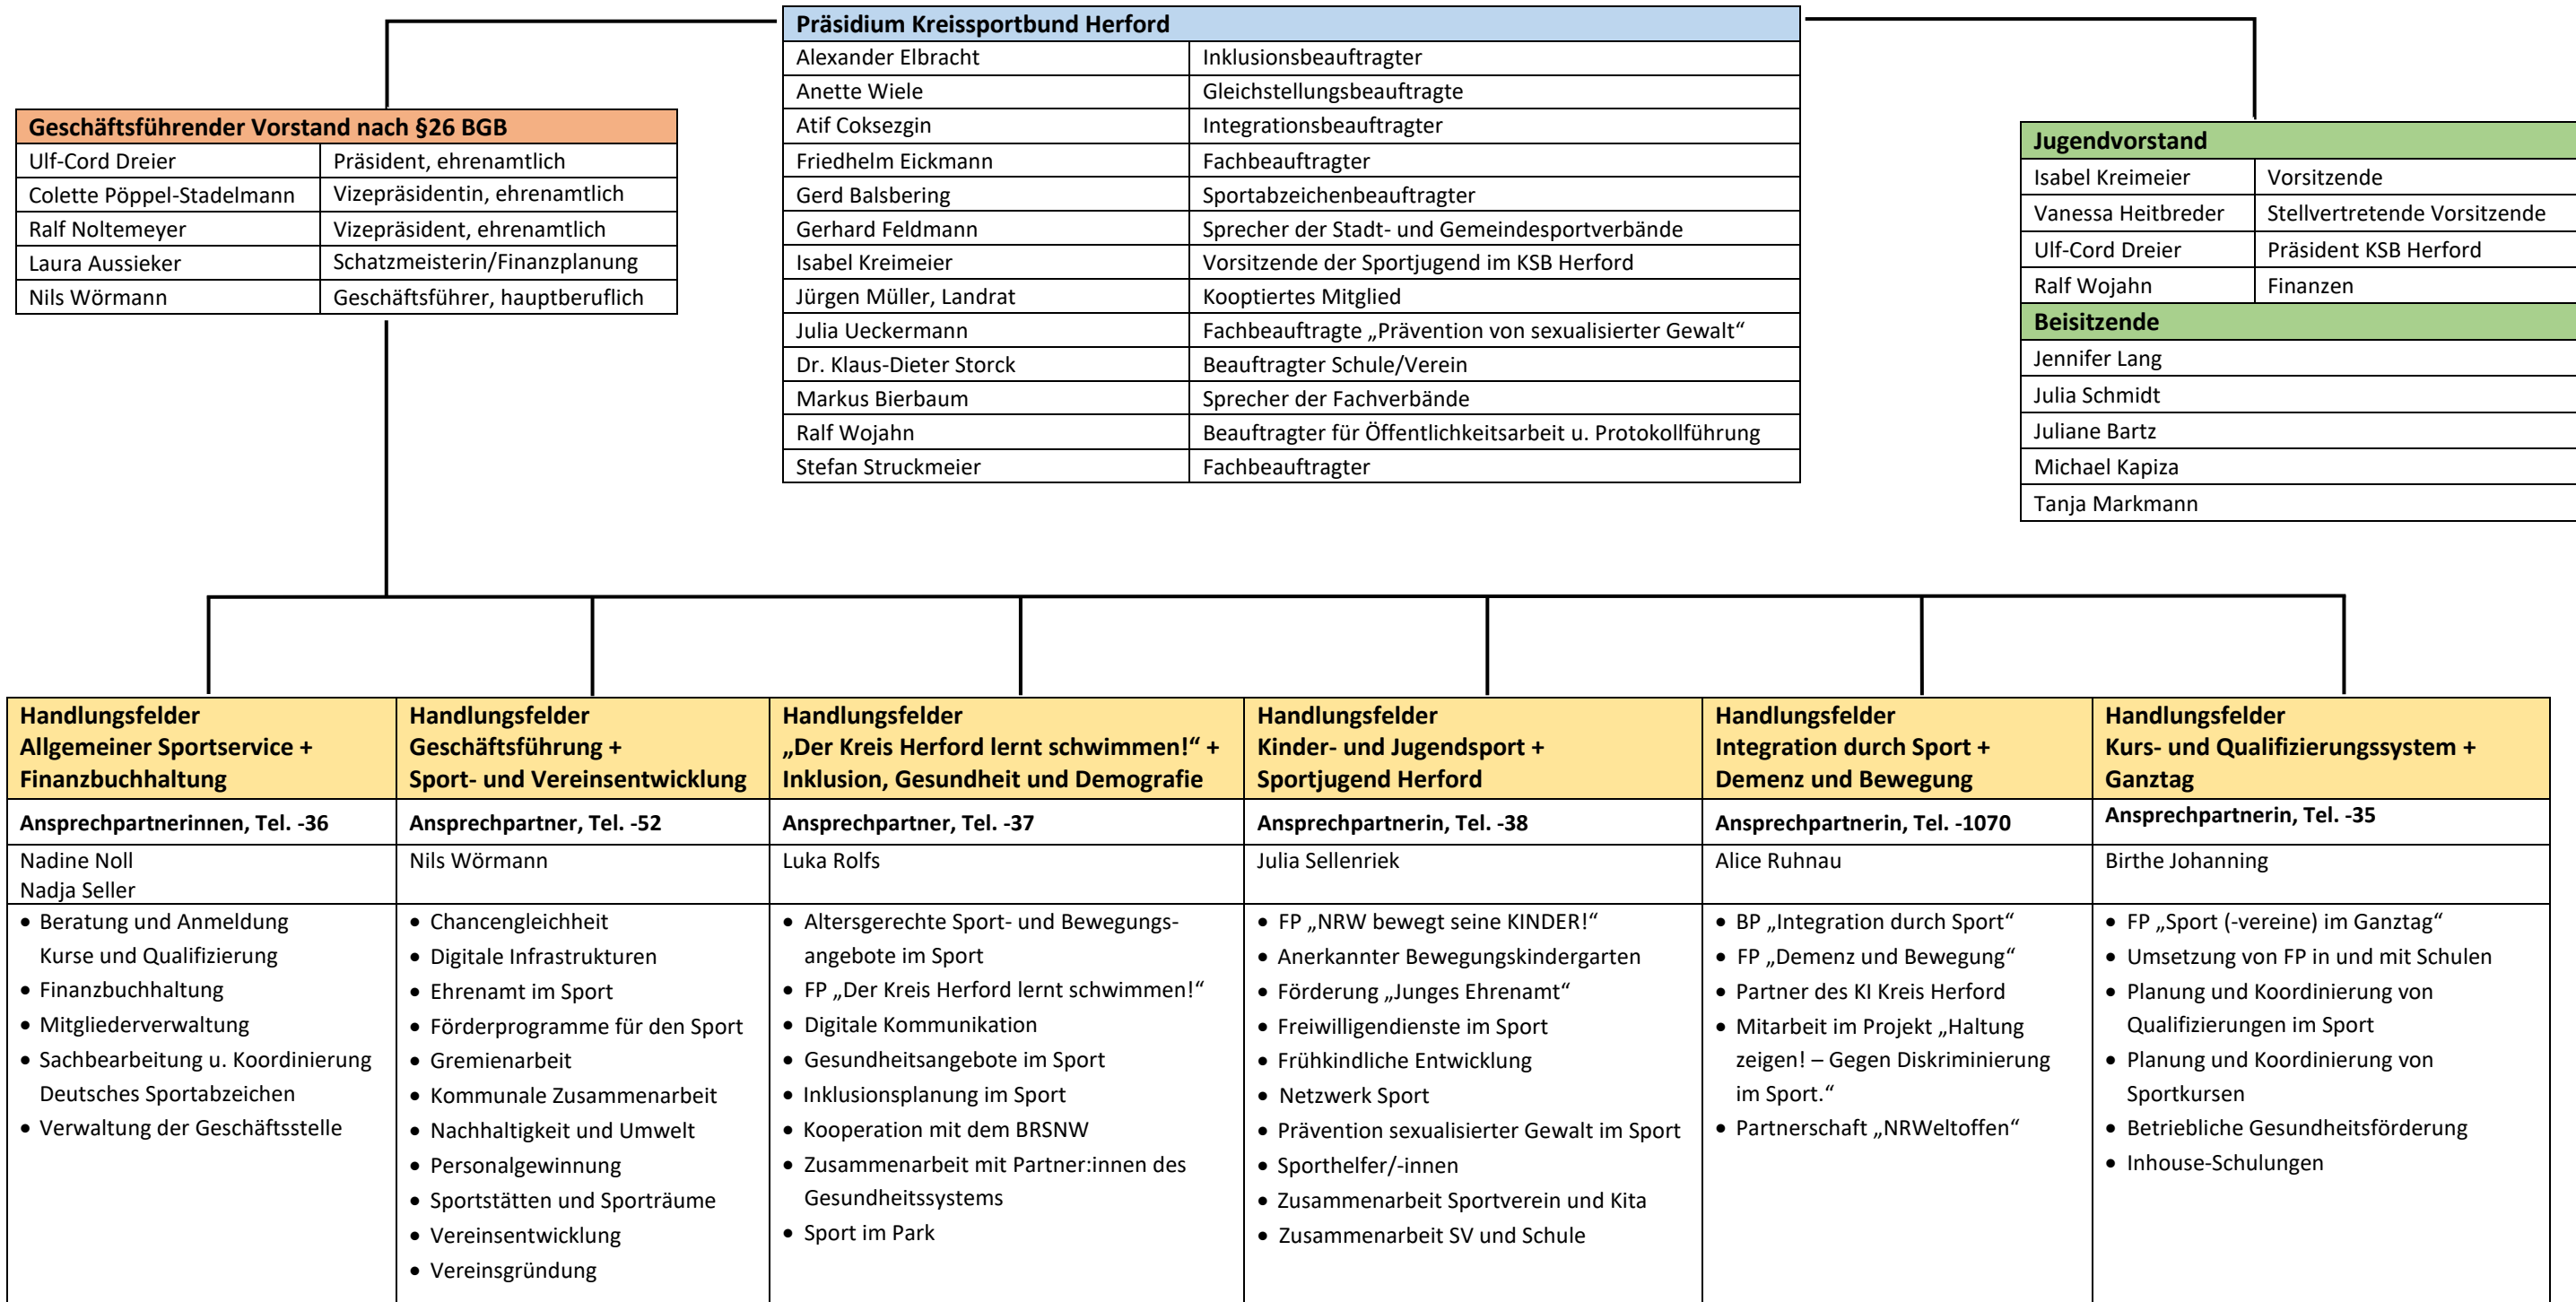 Präsidium Kreissportbund Herford
Alexander Elbracht Inklusionsbeauftragter
Anette Wiele Gleichstellungsbeauftragte
Atif Coksezgin Integrationsbeauftragter
Friedhelm Eickmann Fachbeauftragter
Gerd Balsbering Sportabzeichenbeauftragter
Gerhard Feldmann Sprecher der Stadt- und Gemeindesportverbände
Isabel Kreimeier Vorsitzende der Sportjugend im KSB Herford
Jürgen Müller, Landrat Kooptiertes Mitglied
Julia Ueckermann Fachbeauftragte „Prävention von sexualisierter Gewalt“
Dr. Klaus-Dieter Storck Beauftragter Schule/Verein
Markus Bierbaum Sprecher der Fachverbände
Ralf Wojahn Beauftragter für Öffentlichkeitsarbeit u. Protokollführung
Stefan Struckmeier Fachbeauftragter
Geschäftsführender Vorstand nach §26 BGB
Ulf-Cord Dreier Präsident, ehrenamtlich
Colette Pöppel-Stadelmann Vizepräsidentin, ehrenamtlich
Ralf Noltemeyer Vizepräsident, ehrenamtlich
Laura Aussieker Schatzmeisterin/Finanzplanung
Nils Wörmann Geschäftsführer, hauptberuflich
Jugendvorstand
Isabel Kreimeier Vorsitzende
Vanessa Heitbreder Stellvertretende Vorsitzende
Ulf-Cord Dreier Präsident KSB Herford
Ralf Wojahn Finanzen
Beisitzende
Jennifer Lang
Julia Schmidt
Juliane Bartz
Michael Kapiza
Tanja Markmann
Handlungsfelder
Allgemeiner Sportservice +
Finanzbuchhaltung
Ansprechpartnerinnen, Tel. -36
Nadine Noll
Nadja Seller
• Beratung und Anmeldung
Kurse und Qualifizierung
• Finanzbuchhaltung
• Mitgliederverwaltung
• Sachbearbeitung u. Koordinierung
Deutsches Sportabzeichen
• Verwaltung der Geschäftsstelle
Handlungsfelder
Geschäftsführung +
Sport- und Vereinsentwicklung
Ansprechpartner, Tel. -52
Nils Wörmann
• Chancengleichheit
• Digitale Infrastrukturen
• Ehrenamt im Sport
• Förderprogramme für den Sport
• Gremienarbeit
• Kommunale Zusammenarbeit
• Nachhaltigkeit und Umwelt
• Personalgewinnung
• Sportstätten und Sporträume
• Vereinsentwicklung
• Vereinsgründung
Handlungsfelder
„Der Kreis Herford lernt schwimmen!“ +
Inklusion, Gesundheit und Demografie
Ansprechpartner, Tel. -37
Luka Rolfs
• Altersgerechte Sport- und Bewegungs-
angebote im Sport
• FP „Der Kreis Herford lernt schwimmen!“
• Digitale Kommunikation
• Gesundheitsangebote im Sport
• Inklusionsplanung im Sport
• Kooperation mit dem BRSNW
• Zusammenarbeit mit Partner:innen des
Gesundheitssystems
• Sport im Park
Handlungsfelder
Kinder- und Jugendsport +
Sportjugend Herford
Ansprechpartnerin, Tel. -38
Julia Sellenriek
• FP „NRW bewegt seine KINDER!“
• Anerkannter Bewegungskindergarten
• Förderung „Junges Ehrenamt“
• Freiwilligendienste im Sport
• Frühkindliche Entwicklung
• Netzwerk Sport
• Prävention sexualisierter Gewalt im Sport
• Sporthelfer/-innen
• Zusammenarbeit Sportverein und Kita
• Zusammenarbeit SV und Schule
Handlungsfelder
Integration durch Sport +
Demenz und Bewegung
Ansprechpartnerin, Tel. -1070
Alice Ruhnau
• BP „Integration durch Sport“
• FP „Demenz und Bewegung“
• Partner des KI Kreis Herford
• Mitarbeit im Projekt „Haltung
zeigen! – Gegen Diskriminierung
im Sport.“
• Partnerschaft „NRWeltoffen“
Handlungsfelder
Kurs- und Qualifizierungssystem +
Ganztag
Ansprechpartnerin, Tel. -35
Birthe Johanning
• FP „Sport (-vereine) im Ganztag“
• Umsetzung von FP in und mit Schulen
• Planung und Koordinierung von
Qualifizierungen im Sport
• Planung und Koordinierung von
Sportkursen
• Betriebliche Gesundheitsförderung
• Inhouse-Schulungen